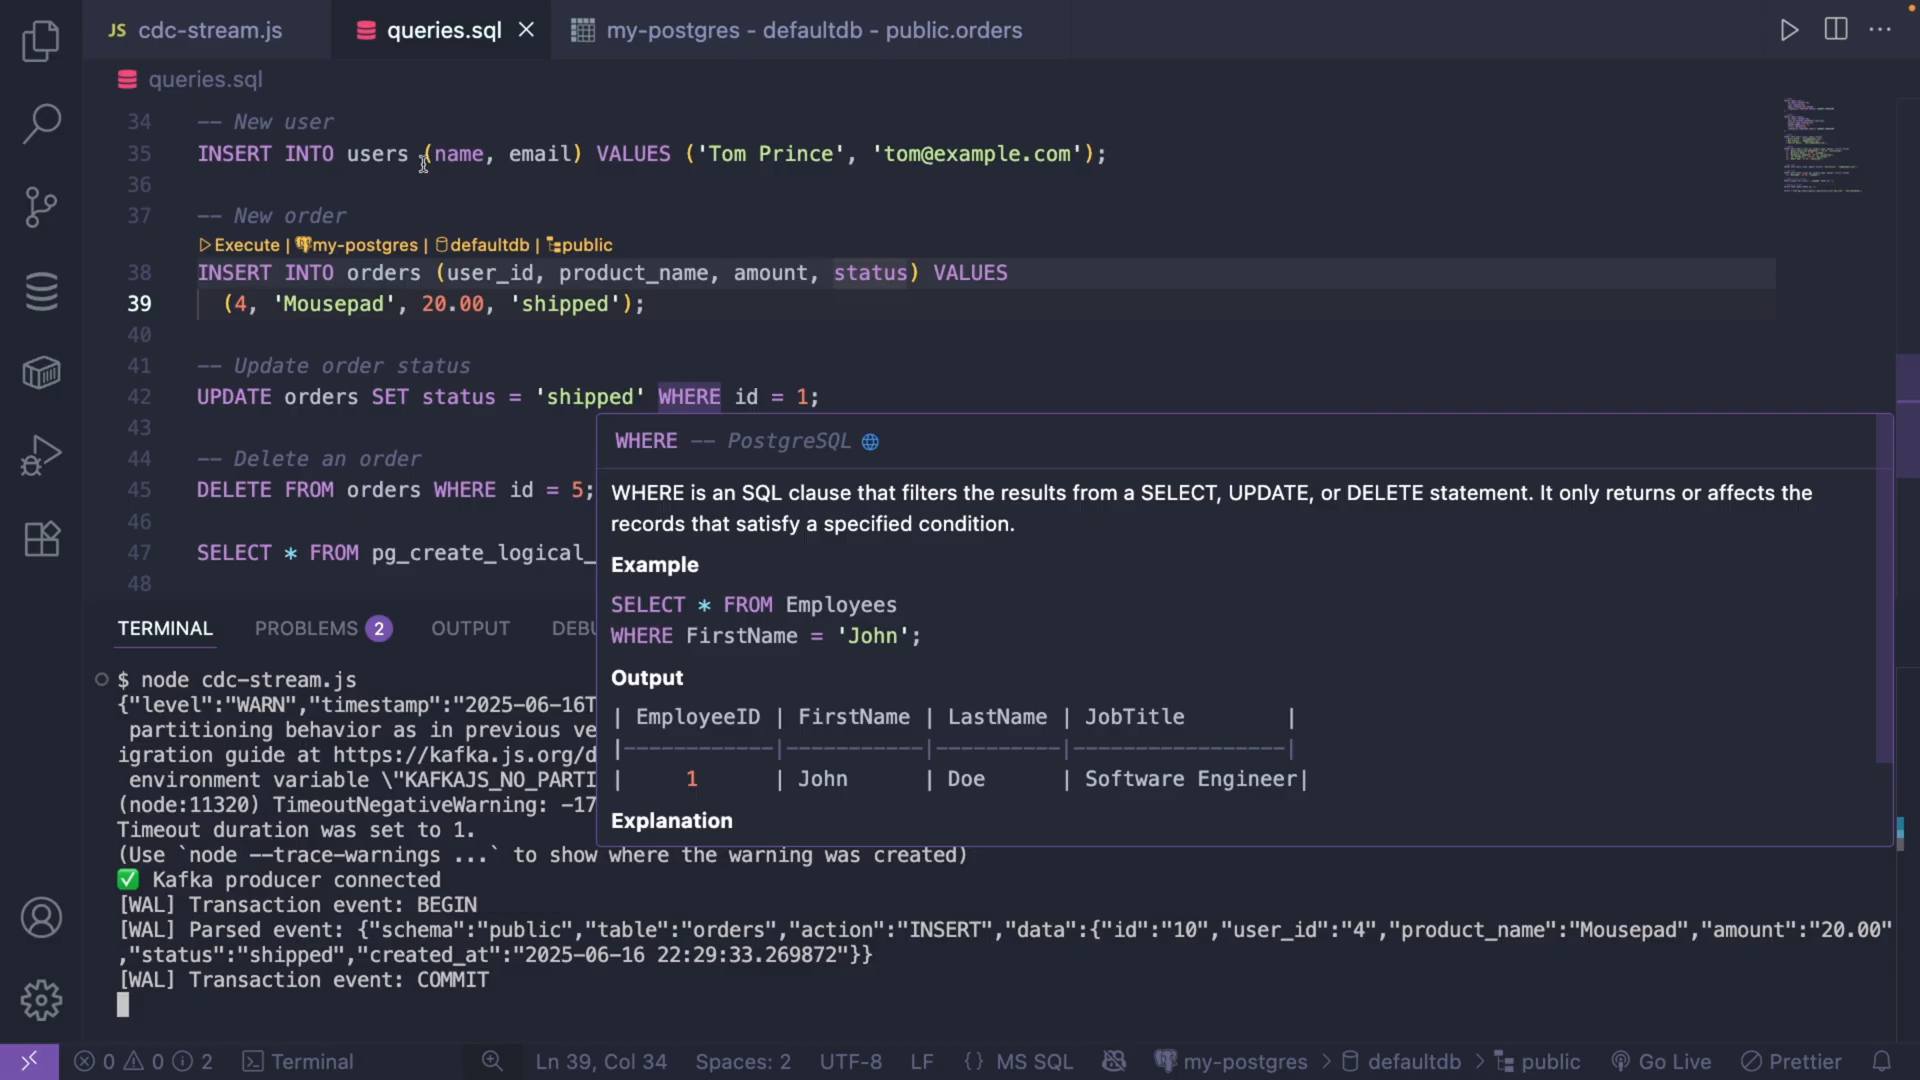 JS cdc-stream.js queries.sql my-postgres - defaultdb - public.orders
queries.sql
34 -- New user
35 INSERT INTO users (name, email) VALUES ('Tom Prince', 'tom@example.com');
36
37 -- New order
Execute | my-postgres | defaultdb | public
38 INSERT INTO orders (user_id, product_name, amount, status) VALUES
39 (4, 'Mousepad', 20.00, 'shipped');
40
41 -- Update order status
42 UPDATE orders SET status = 'shipped' WHERE id = 1;
43
44 -- Delete an order
45 DELETE FROM orders WHERE id = 5;
46
47 SELECT * FROM pg_create_logical_
48
WHERE -- PostgreSQL
WHERE is an SQL clause that filters the results from a SELECT, UPDATE, or DELETE statement. It only returns or affects the
records that satisfy a specified condition.
Example
SELECT * FROM Employees
WHERE FirstName = 'John';
Output
| EmployeeID | FirstName | LastName | JobTitle |
|------------|-----------|----------|-----------------|
| 1 | John | Doe | Software Engineer|
Explanation
TERMINAL PROBLEMS 2 OUTPUT DEBU
$ node cdc-stream.js
{"level":"WARN","timestamp":"2025-06-16T
partitioning behavior as in previous ve
igration guide at https://kafka.js.org/d
environment variable \"KAFKAJS_NO_PARTI
(node:11320) TimeoutNegativeWarning: -17
Timeout duration was set to 1.
(Use `node --trace-warnings ...` to show where the warning was created)
✅ Kafka producer connected
[WAL] Transaction event: BEGIN
[WAL] Parsed event: {"schema":"public","table":"orders","action":"INSERT","data":{"id":"10","user_id":"4","product_name":"Mousepad","amount":"20.00"
,"status":"shipped","created_at":"2025-06-16 22:29:33.269872"}}
[WAL] Transaction event: COMMIT
0 0 2 Terminal Ln 39, Col 34 Spaces: 2 UTF-8 LF {} MS SQL my-postgres > defaultdb > public Go Live Prettier